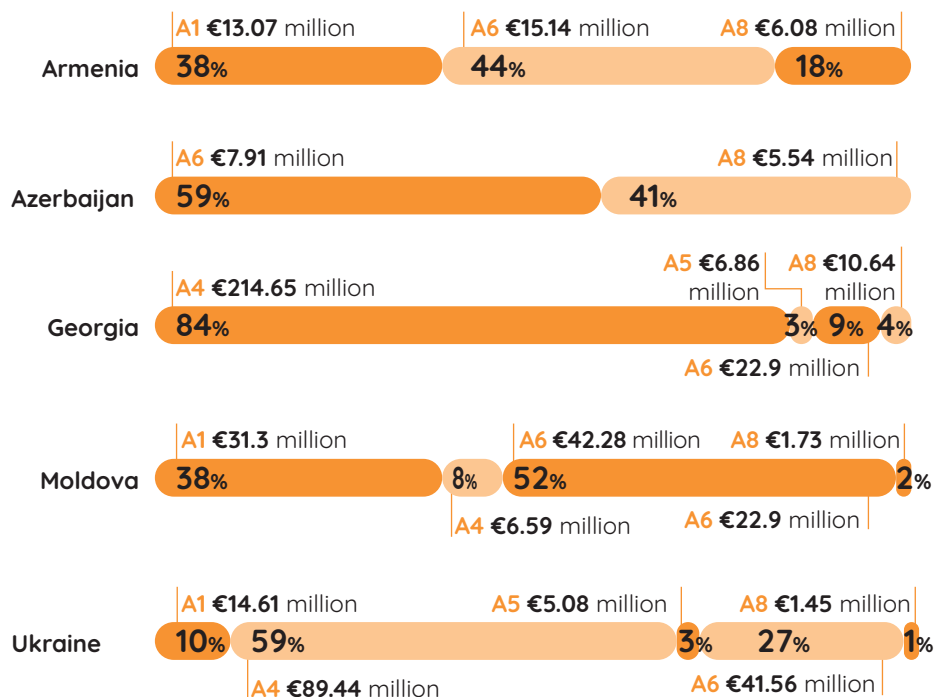 A1 €13.07 million A6 €15.14 million A8 €6.08 million
Armenia 38% 44% 18%
A6 €7.91 million A8 €5.54 million
Azerbaijan 59% 41%
A5 €6.86 million A8 €10.64 million
A4 €214.65 million
Georgia 84% 3% 9% 4%
A6 €22.9 million
A1 €31.3 million A6 €42.28 million A8 €1.73 million
Moldova 38% 8% 52% 2%
A4 €6.59 million A6 €22.9 million
A1 €14.61 million A5 €5.08 million A8 €1.45 million
Ukraine 10% 59% 3% 27% 1%
A4 €89.44 million A6 €41.56 million